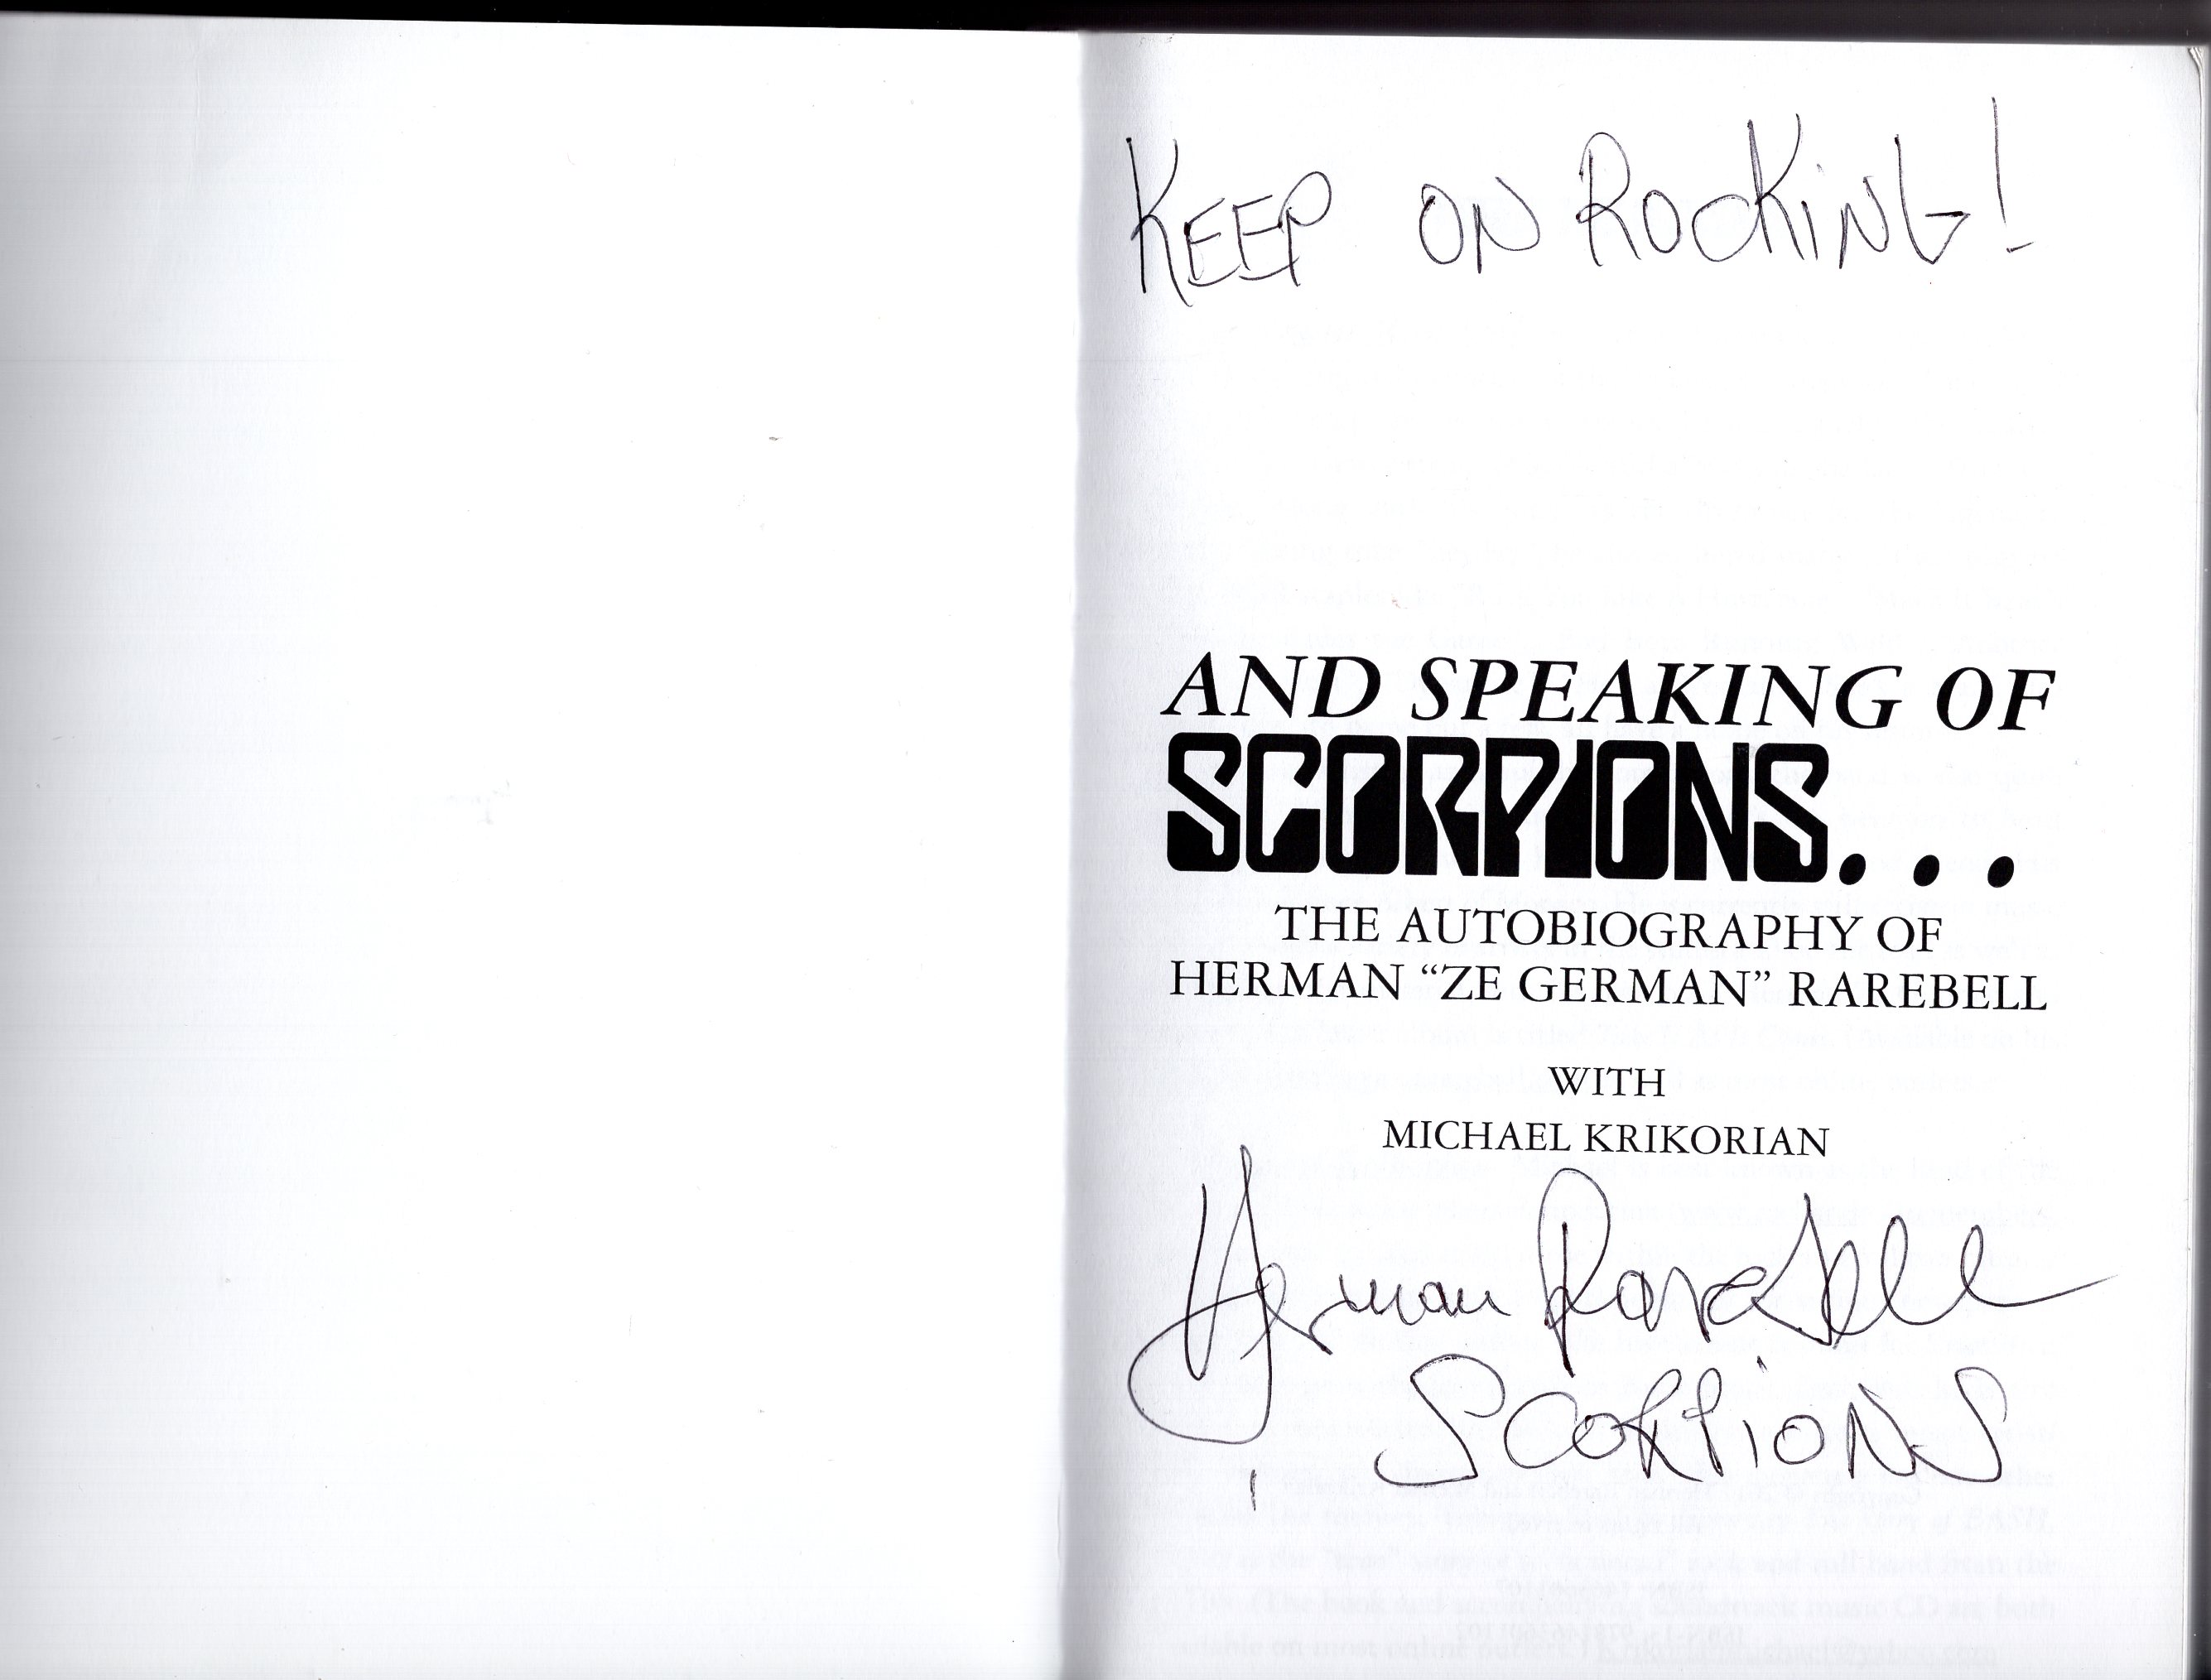 KEEP ON ROCKING!
AND SPEAKING OF
SCORPIONS...
THE AUTOBIOGRAPHY OF
HERMAN “ZE GERMAN” RAREBELL
WITH
MICHAEL KRIKORIAN
Herman Rarebell
SCORPIONS